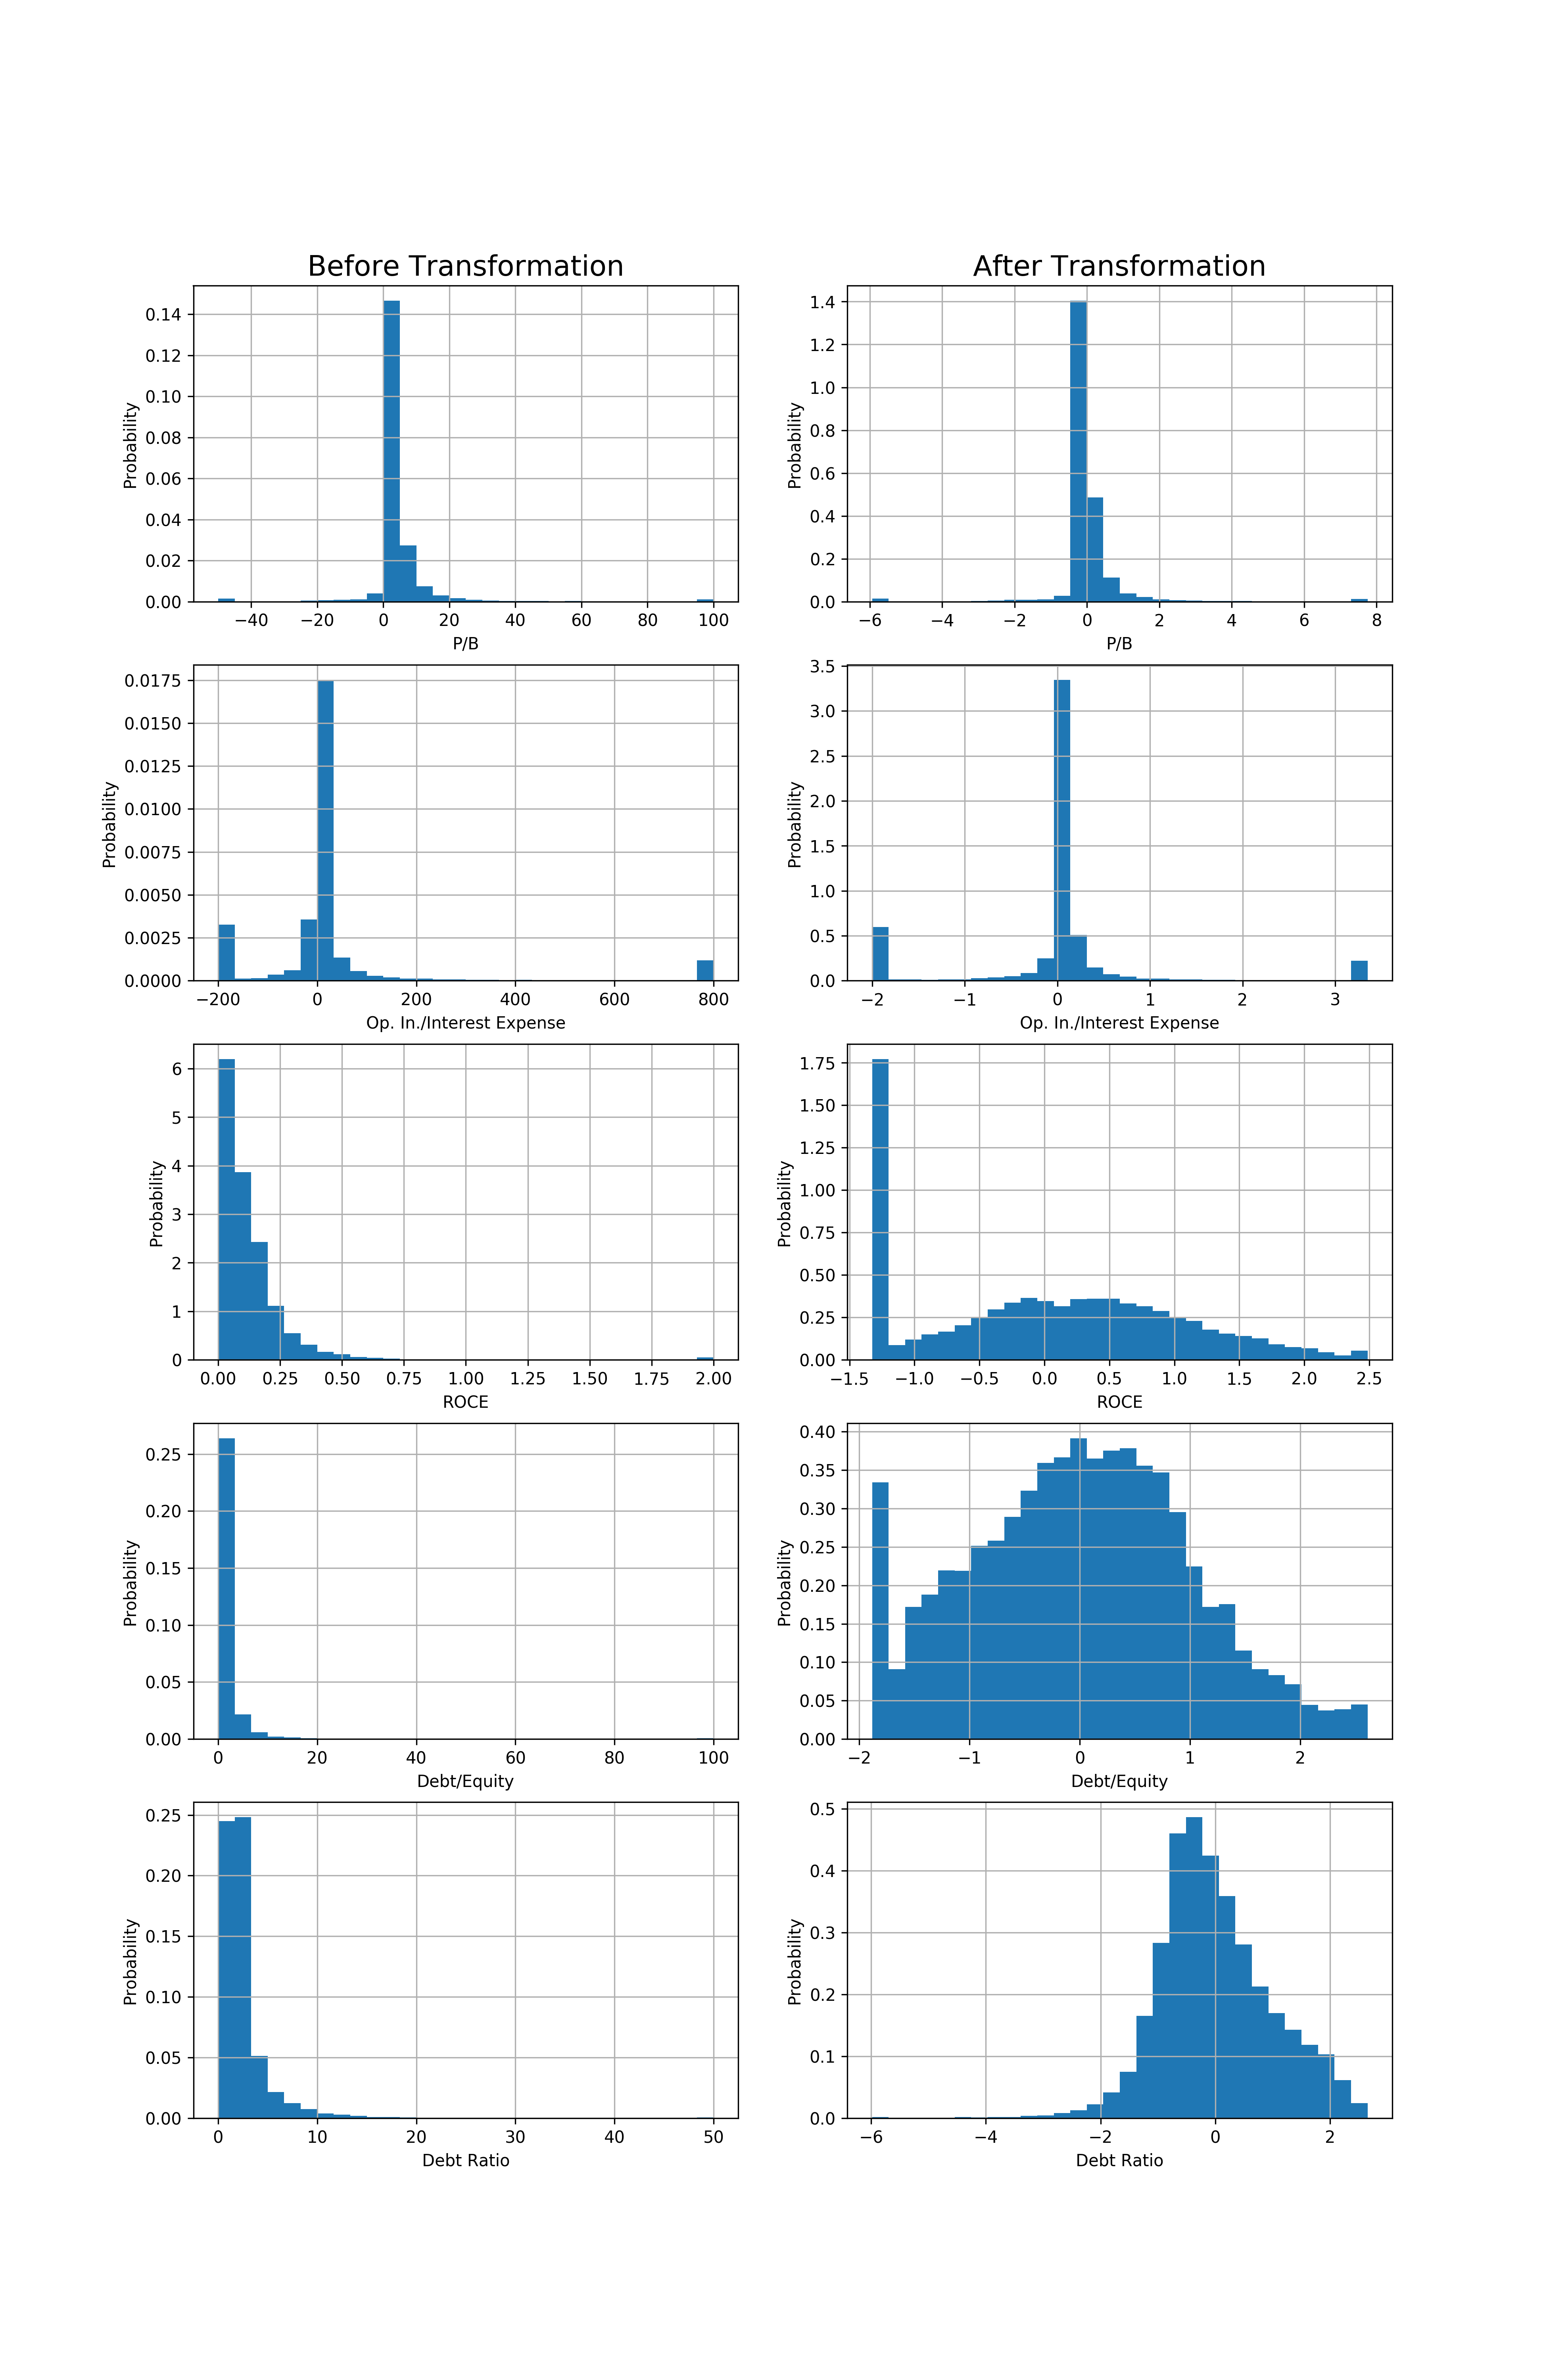 Before Transformation
After Transformation
0.14
0.12
0.10
0.08
0.06
0.04
0.02
0.00
Probability
−40 −20 0 20 40 60 80 100
P/B
1.4
1.2
1.0
0.8
0.6
0.4
0.2
0.0
Probability
−6 −4 −2 0 2 4 6 8
P/B
0.0175
0.0150
0.0125
0.0100
0.0075
0.0050
0.0025
0.0000
Probability
−200 0 200 400 600 800
Op. In./Interest Expense
3.5
3.0
2.5
2.0
1.5
1.0
0.5
0.0
Probability
−2 −1 0 1 2 3
Op. In./Interest Expense
6
5
4
3
2
1
0
Probability
0.00 0.25 0.50 0.75 1.00 1.25 1.50 1.75 2.00
ROCE
1.75
1.50
1.25
1.00
0.75
0.50
0.25
0.00
Probability
−1.5 −1.0 −0.5 0.0 0.5 1.0 1.5 2.0 2.5
ROCE
0.25
0.20
0.15
0.10
0.05
0.00
Probability
0 20 40 60 80 100
Debt/Equity
0.40
0.35
0.30
0.25
0.20
0.15
0.10
0.05
0.00
Probability
−2 −1 0 1 2
Debt/Equity
0.25
0.20
0.15
0.10
0.05
0.00
Probability
0 10 20 30 40 50
Debt Ratio
0.5
0.4
0.3
0.2
0.1
0.0
Probability
−6 −4 −2 0 2
Debt Ratio